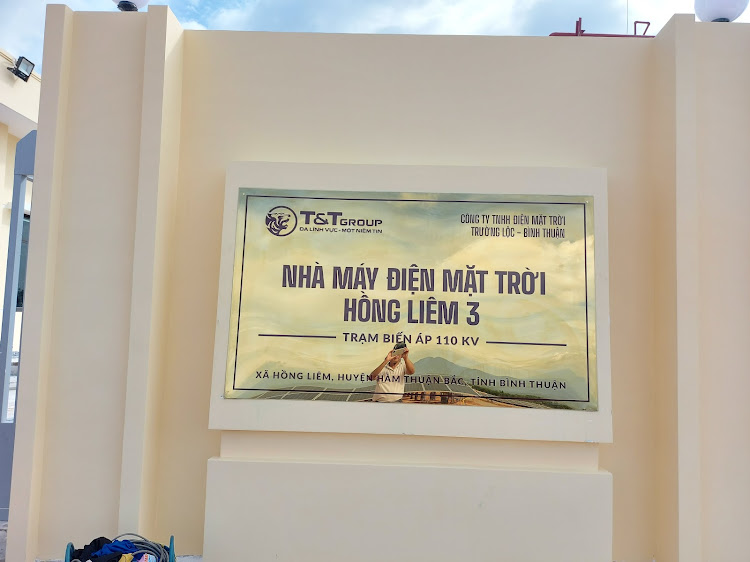 T&T GROUP
ĐA LĨNH VỰC - MỘT NIỀM TIN
CÔNG TY TNHH ĐIỆN MẶT TRỜI
TRƯỜNG LỘC - BÌNH THUẬN
NHÀ MÁY ĐIỆN MẶT TRỜI
HỒNG LIÊM 3
TRẠM BIẾN ÁP 110 KV
XÃ HỒNG LIÊM, HUYỆN HÀM THUẬN BẮC, TỈNH BÌNH THUẬN